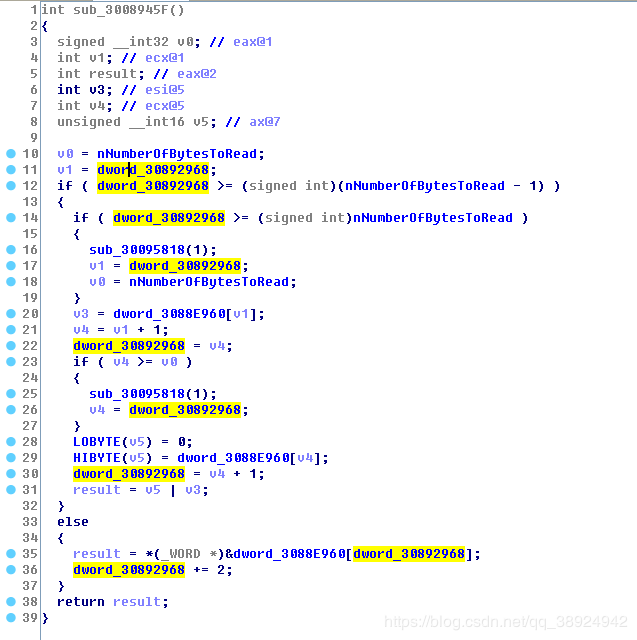 1 int sub_3008945F()
2 {
3   signed __int32 v0; // eax@1
4   int v1; // ecx@1
5   int result; // eax@2
6   int v3; // esi@5
7   int v4; // ecx@5
8   unsigned __int16 v5; // ax@7
9
10   v0 = nNumberOfBytesToRead;
11   v1 = dword_30892968;
12   if ( dword_30892968 >= (signed int)(nNumberOfBytesToRead - 1) )
13   {
14     if ( dword_30892968 >= (signed int)nNumberOfBytesToRead )
15     {
16       sub_30095818(1);
17       v1 = dword_30892968;
18       v0 = nNumberOfBytesToRead;
19     }
20     v3 = dword_3088E960[v1];
21     v4 = v1 + 1;
22     dword_30892968 = v4;
23     if ( v4 >= v0 )
24     {
25       sub_30095818(1);
26       v4 = dword_30892968;
27     }
28     LOBYTE(v5) = 0;
29     HIBYTE(v5) = dword_3088E960[v4];
30     dword_30892968 = v4 + 1;
31     result = v5 | v3;
32   }
33   else
34   {
35     result = *(_WORD *)&dword_3088E960[dword_30892968];
36     dword_30892968 += 2;
37   }
38   return result;
39 }
https://blog.csdn.net/qq_38924942